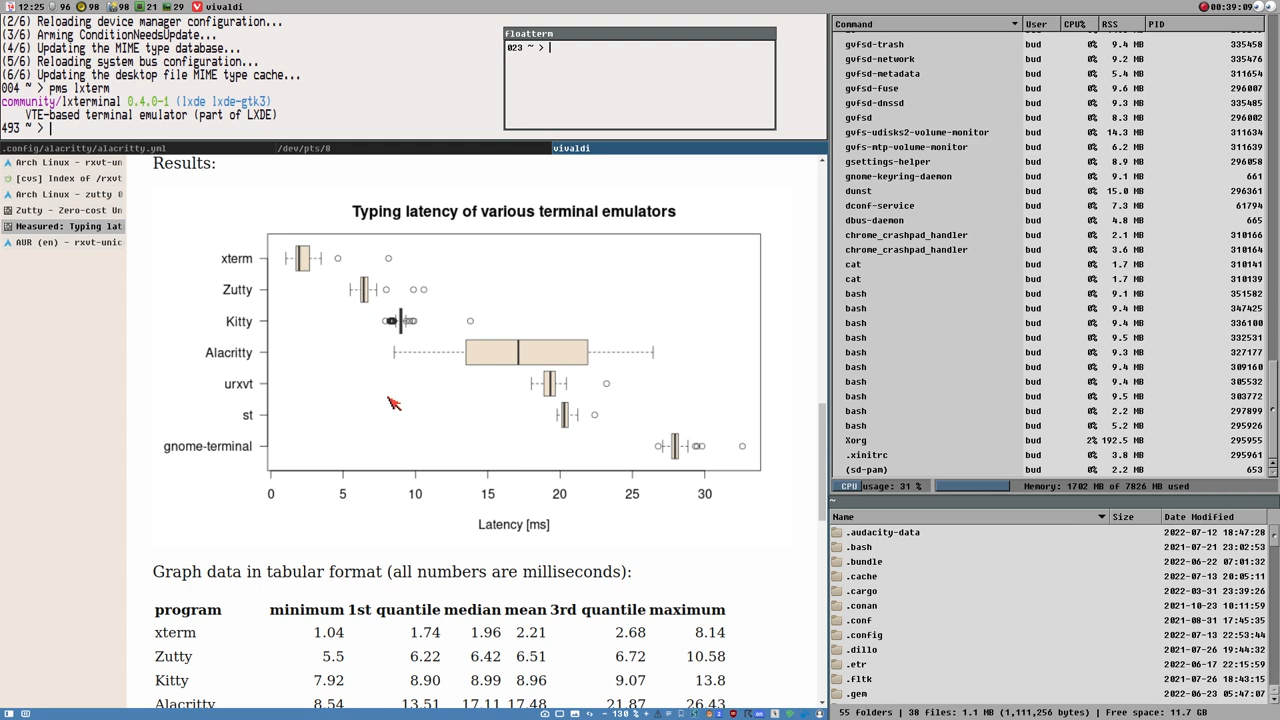 12:25 96 98 98 21 29 vivaldi
00:39:09
(2/6) Reloading device manager configuration...
(3/6) Arming ConditionNeedsUpdate...
(4/6) Updating the MIME type database...
(5/6) Reloading system bus configuration...
(6/6) Updating the desktop file MIME type cache...
004 ~ > pms lxterm
community/lxterminal 0.4.0-1 (lxde lxde-gtk3)
VTE-based terminal emulator (part of LXDE)
493 ~ >
floatterm
023 ~ >
.config/alacritty/alacritty.yml /dev/pts/8 vivaldi
Arch Linux - rxvt-un
[cvs] Index of /rxvt
Arch Linux - zutty 0
Zutty - Zero-cost Un
Measured: Typing lat
AUR (en) - rxvt-unic
Results:
Typing latency of various terminal emulators
xterm
Zutty
Kitty
Alacritty
urxvt
st
gnome-terminal
0 5 10 15 20 25 30
Latency [ms]
Graph data in tabular format (all numbers are milliseconds):
program minimum 1st quantile median mean 3rd quantile maximum
xterm 1.04 1.74 1.96 2.21 2.68 8.14
Zutty 5.5 6.22 6.42 6.51 6.72 10.58
Kitty 7.92 8.90 8.99 8.96 9.07 13.8
Alacritty 8.54 13.51 17.11 17.48 21.87 26.43
- 130 % +
Command User CPU% RSS PID
gvfsd-trash bud 0% 9.4 MB 335458
gvfsd-network bud 0% 9.2 MB 335476
gvfsd-metadata bud 0% 5.4 MB 311654
gvfsd-fuse bud 0% 9.6 MB 296007
gvfsd-dnssd bud 0% 9.3 MB 335485
gvfsd bud 0% 8.3 MB 296002
gvfs-udisks2-volume-monitor bud 0% 14.3 MB 311634
gvfs-mtp-volume-monitor bud 0% 6.2 MB 311639
gsettings-helper bud 0% 8.9 MB 296058
gnome-keyring-daemon bud 0% 9.1 MB 661
dunst bud 0% 15.0 MB 296361
dconf-service bud 0% 7.3 MB 61794
dbus-daemon bud 0% 4.8 MB 665
chrome_crashpad_handler bud 0% 2.1 MB 310166
chrome_crashpad_handler bud 0% 3.6 MB 310164
cat bud 0% 2.2 MB 310141
cat bud 0% 2.2 MB 310139
bash bud 0% 9.1 MB 351582
bash bud 0% 9.4 MB 347425
bash bud 0% 9.4 MB 336100
bash bud 0% 9.5 MB 332531
bash bud 0% 9.3 MB 327177
bash bud 0% 9.4 MB 309160
bash bud 0% 9.4 MB 305532
bash bud 0% 9.5 MB 303772
bash bud 0% 2.2 MB 297899
bash bud 0% 5.2 MB 295926
Xorg bud 2% 192.5 MB 295955
.xinitrc bud 0% 3.2 MB 295961
(sd-pam) bud 0% 2.2 MB 653
CPU usage: 31 % Memory: 1702 MB of 7826 MB used
~
Name Size Date Modified
.audacity-data 2022-07-12 18:47:28
.bash 2021-07-21 23:02:58
.bundle 2022-06-22 07:01:38
.cache 2022-07-13 20:05:11
.cargo 2022-03-31 23:39:26
.conan 2021-10-23 10:11:59
.conf 2021-08-31 17:45:35
.config 2022-07-13 22:53:44
.dillo 2021-07-26 19:44:32
.etr 2022-06-17 22:15:55
.fltk 2021-07-26 19:44:32
.gem 2022-06-23 05:47:07
55 folders | 38 files: 1.1 MB (1,111,256 bytes) | Free space: 11.7 GB